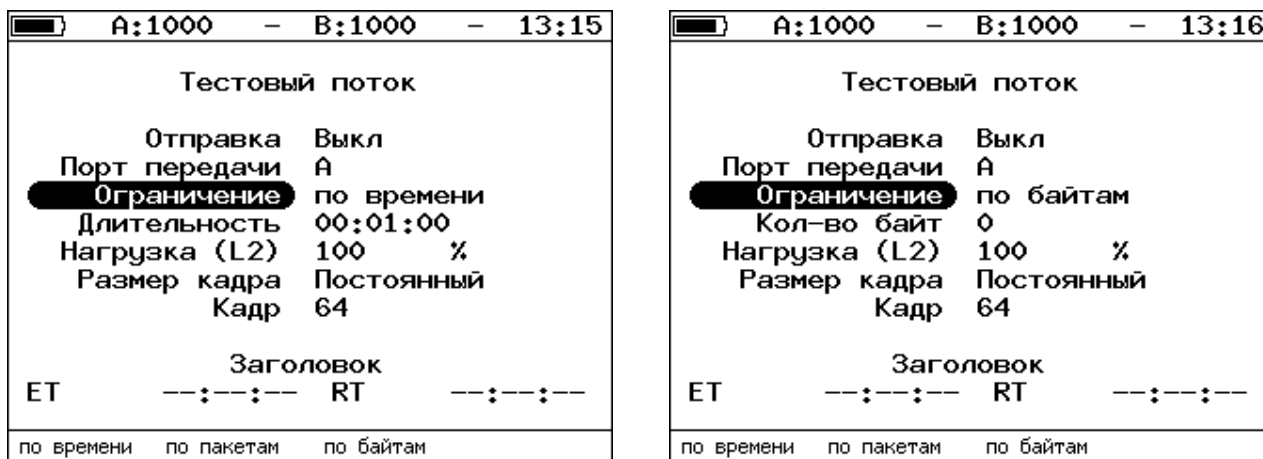 A:1000 – B:1000 – 13:15
Тестовый поток
Отправка Выкл
Порт передачи A
Ограничение по времени
Длительность 00:01:00
Нагрузка (L2) 100 %
Размер кадра Постоянный
Кадр 64
Заголовок
ET --:--:-- RT --:--:--
по времени по пакетам по байтам
A:1000 – B:1000 – 13:16
Тестовый поток
Отправка Выкл
Порт передачи A
Ограничение по байтам
Кол-во байт 0
Нагрузка (L2) 100 %
Размер кадра Постоянный
Кадр 64
Заголовок
ET --:--:-- RT --:--:--
по времени по пакетам по байтам